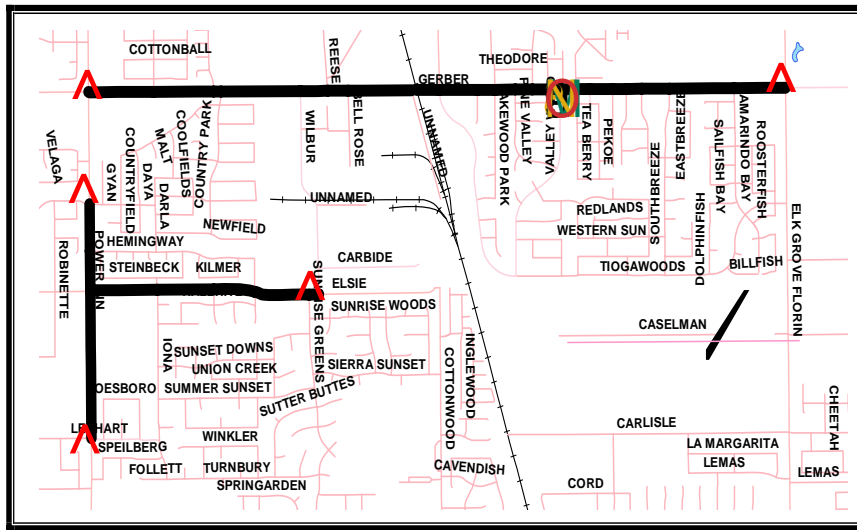 COTTONBALL
REESE
THEODORE
GERBER
COUNTRY PARK
COOLFIELDS
MALT
WILBUR
BELL ROSE
UNNAMED
LAKEWOOD PARK
PINE VALLEY
VALLEY
TEA BERRY
PEKOE
SOUTHBREEZE
EASTBREEZE
SAILFISH BAY
AMARINDO BAY
ROOSTERFISH
VELAGA
GYAN
COUNTRYFIELD
DAYA
DARLA
UNNAMED
REDLANDS
WESTERN SUN
DOLPHINFISH
ELK GROVE FLORIN
NEWFIELD
ROBINETTE
POWER INN
HEMINGWAY
STEINBECK
KILMER
CARBIDE
TIOGAWOODS
BILLFISH
ELSIE
SUNRISE WOODS
SUNRISE GREENS
CASELMAN
IONA
SUNSET DOWNS
UNION CREEK
SIERRA SUNSET
INGLEWOOD
COTTONWOOD
OESBORO
SUMMER SUNSET
SUTTER BUTTES
CHEETAH
CARLISLE
SPEILBERG
WINKLER
LA MARGARITA
LEMAS
LEMAS
FOLLETT
TURNBURY
SPRINGARDEN
CAVENDISH
CORD